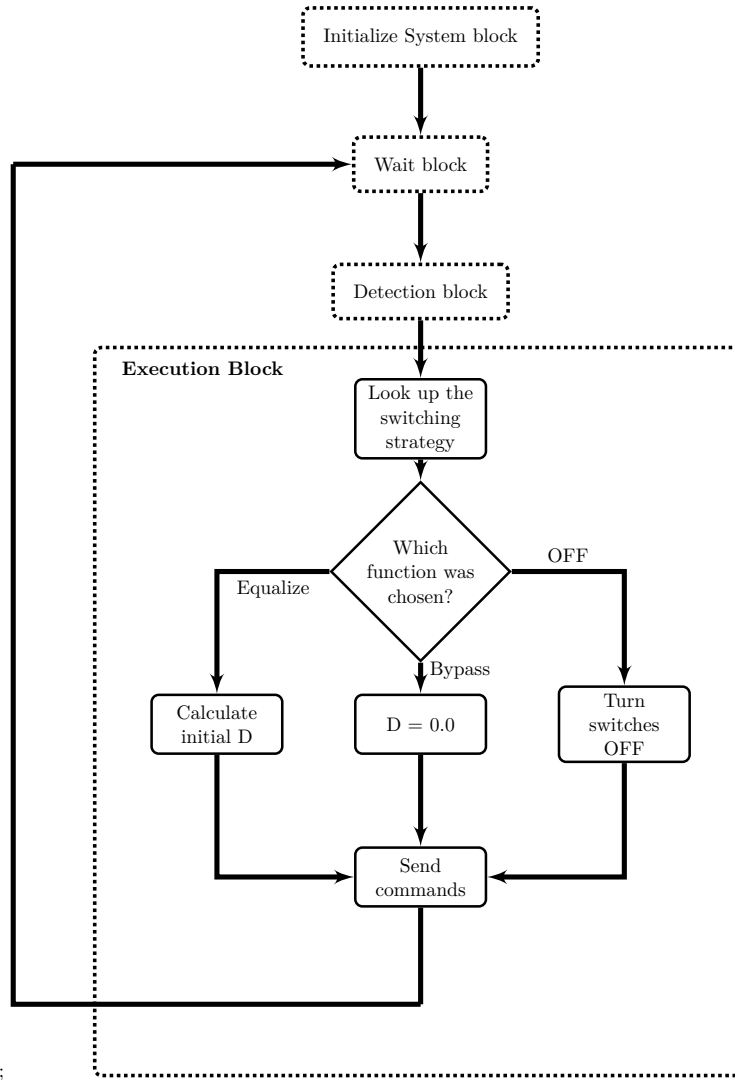 Initialize System block
Wait block
Detection block
Execution Block
Look up the
switching
strategy
Which
function was
chosen?
OFF
Equalize
Bypass
Calculate
initial D
D = 0.0
Turn
switches
OFF
Send
commands
;